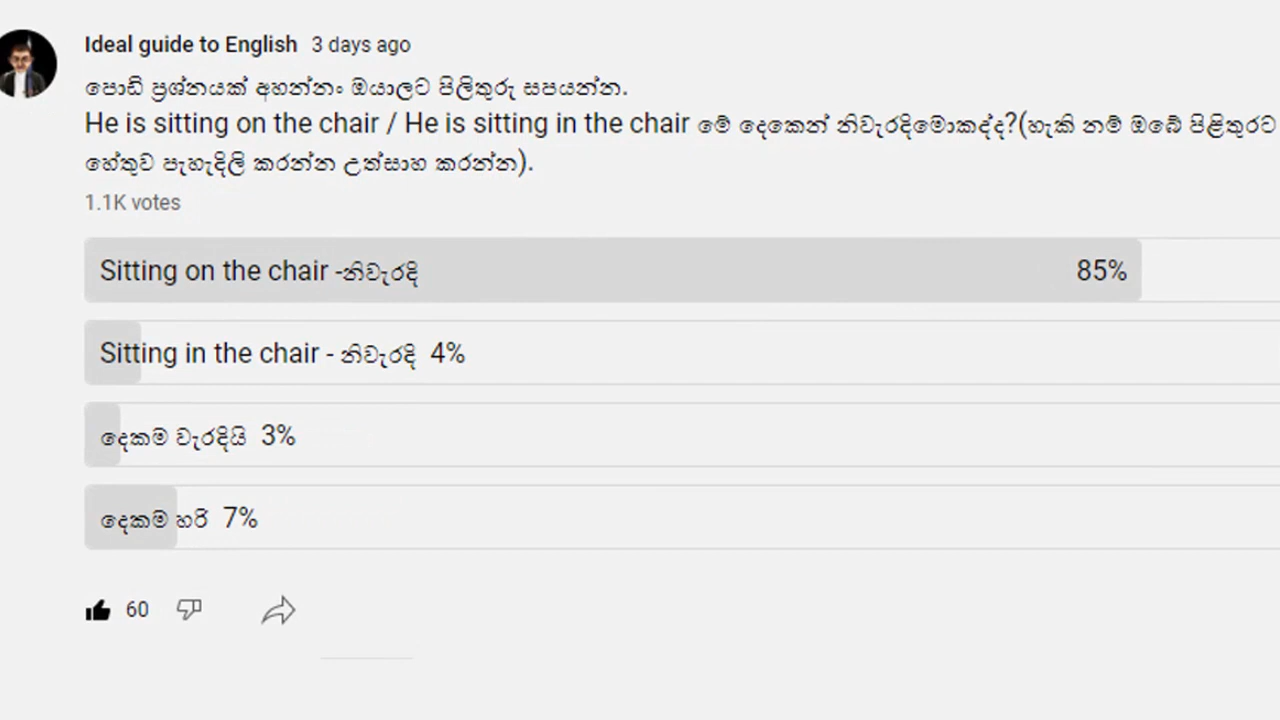 Ideal guide to English 3 days ago
පොඩි ප්‍රශ්නයක් අහන්නං ඔයාලට පිලිතුරු සපයන්න.
He is sitting on the chair / He is sitting in the chair මේ දෙකෙන් නිවැරදිමොකද්ද?(හැකි නම් ඔබේ පිළිතුරට
හේතුව පැහැදිලි කරන්න උත්සාහ කරන්න).
1.1K votes
Sitting on the chair -නිවැරදි 85%
Sitting in the chair - නිවැරදි 4%
දෙකම වැරදියි 3%
දෙකම හරි 7%
60